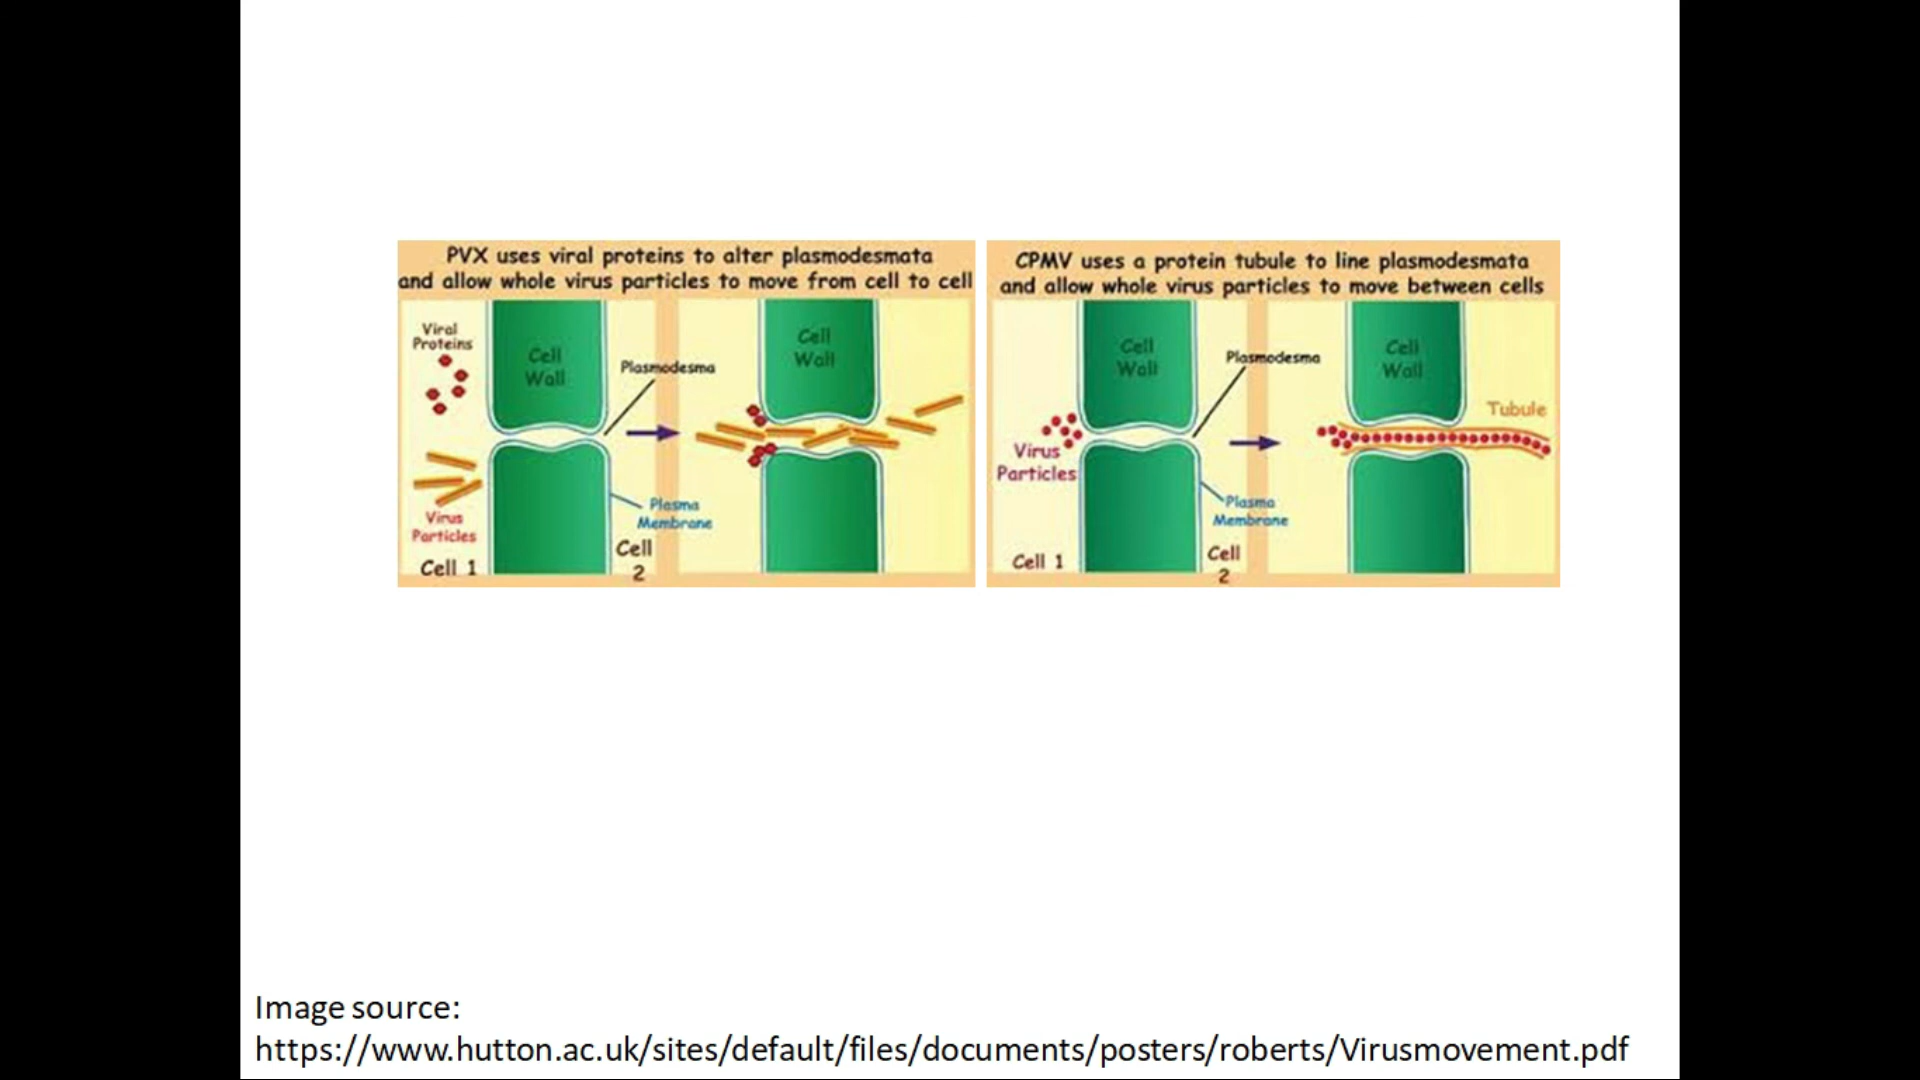 PVX uses viral proteins to alter plasmodesmata
and allow whole virus particles to move from cell to cell
Viral
Proteins
Cell
Wall
Plasmodesma
Cell
Wall
Virus
Particles
Plasma
Membrane
Cell 1
Cell
2
CPMV uses a protein tubule to line plasmodesmata
and allow whole virus particles to move between cells
Cell
Wall
Plasmodesma
Cell
Wall
Tubule
Virus
Particles
Plasma
Membrane
Cell 1
Cell
2
Image source:
https://www.hutton.ac.uk/sites/default/files/documents/posters/roberts/Virusmovement.pdf